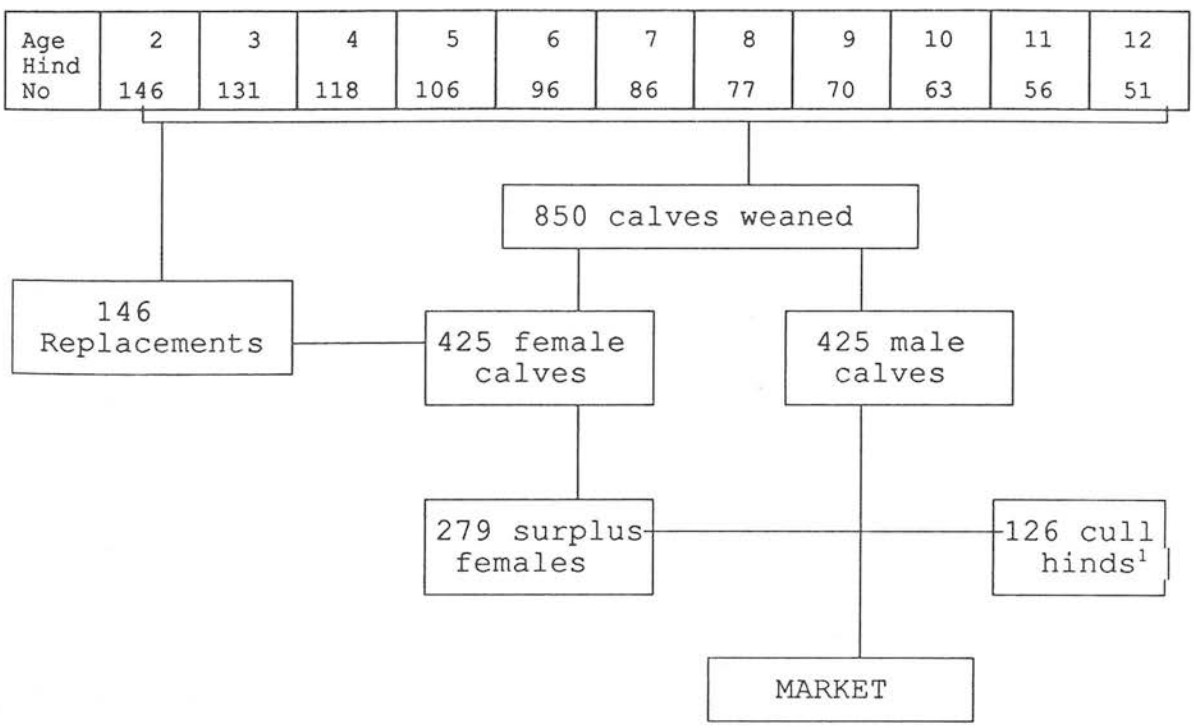 Age 2 3 4 5 6 7 8 9 10 11 12
Hind
No 146 131 118 106 96 86 77 70 63 56 51
850 calves weaned
146
Replacements
425 female
calves
425 male
calves
279 surplus
females
126 cull
hinds¹
MARKET